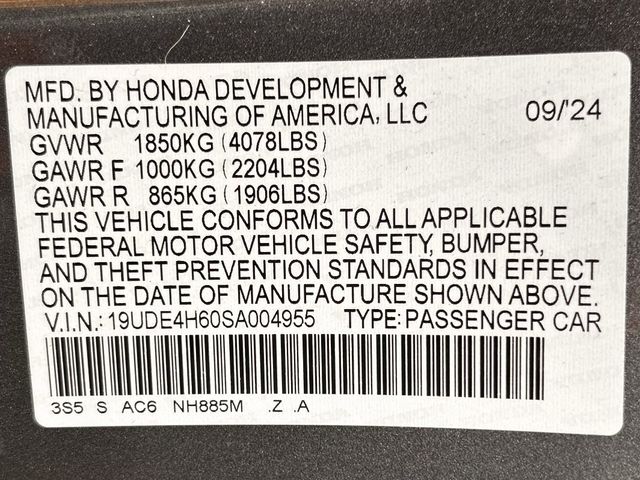 MFD. BY HONDA DEVELOPMENT &
MANUFACTURING OF AMERICA, LLC 09/'24
GVWR 1850KG (4078LBS)
GAWR F 1000KG (2204LBS)
GAWR R 865KG (1906LBS)
THIS VEHICLE CONFORMS TO ALL APPLICABLE
FEDERAL MOTOR VEHICLE SAFETY, BUMPER,
AND THEFT PREVENTION STANDARDS IN EFFECT
ON THE DATE OF MANUFACTURE SHOWN ABOVE.
V.I.N.: 19UDE4H60SA004955 TYPE: PASSENGER CAR
3S5 S AC6 NH885M .Z .A